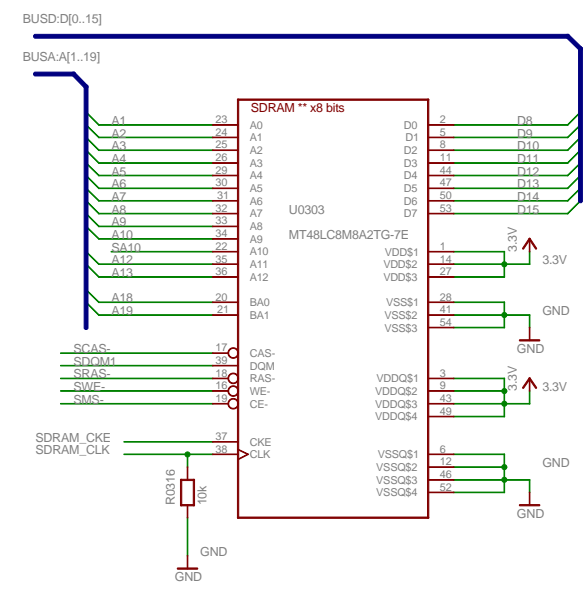 BUSD:D[0..15]
BUSA:A[1..19]
SDRAM ** x8 bits
A1 23 A0 D0 2 D8
A2 24 A1 D1 5 D9
A3 25 A2 D2 8 D10
A4 26 A3 D3 11 D11
A5 29 A4 D4 44 D12
A6 30 A5 D5 47 D13
A7 31 A6 D6 50 D14
A8 32 A7 D7 53 D15
A9 33 A8 U0303
A10 34 A9 MT48LC8M8A2TG-7E
SA10 22 A10 VDD$1 1 3.3V
A12 35 A11 VDD$2 14 3.3V
A13 36 A12 VDD$3 27
A18 20 BA0 VSS$1 28 GND
A19 21 BA1 VSS$2 41
VSS$3 54
GND
SCAS- 17 CAS-
SDQM1 39 DQM
SRAS- 18 RAS- VDDQ$1 3 3.3V
SWE- 16 WE- VDDQ$2 9 3.3V
SMS- 19 CE- VDDQ$3 43
VDDQ$4 49
SDRAM_CKE 37 CKE
SDRAM_CLK 38 CLK VSSQ$1 6
VSSQ$2 12 GND
VSSQ$3 46
VSSQ$4 52
R0316
10k
GND
GND
GND